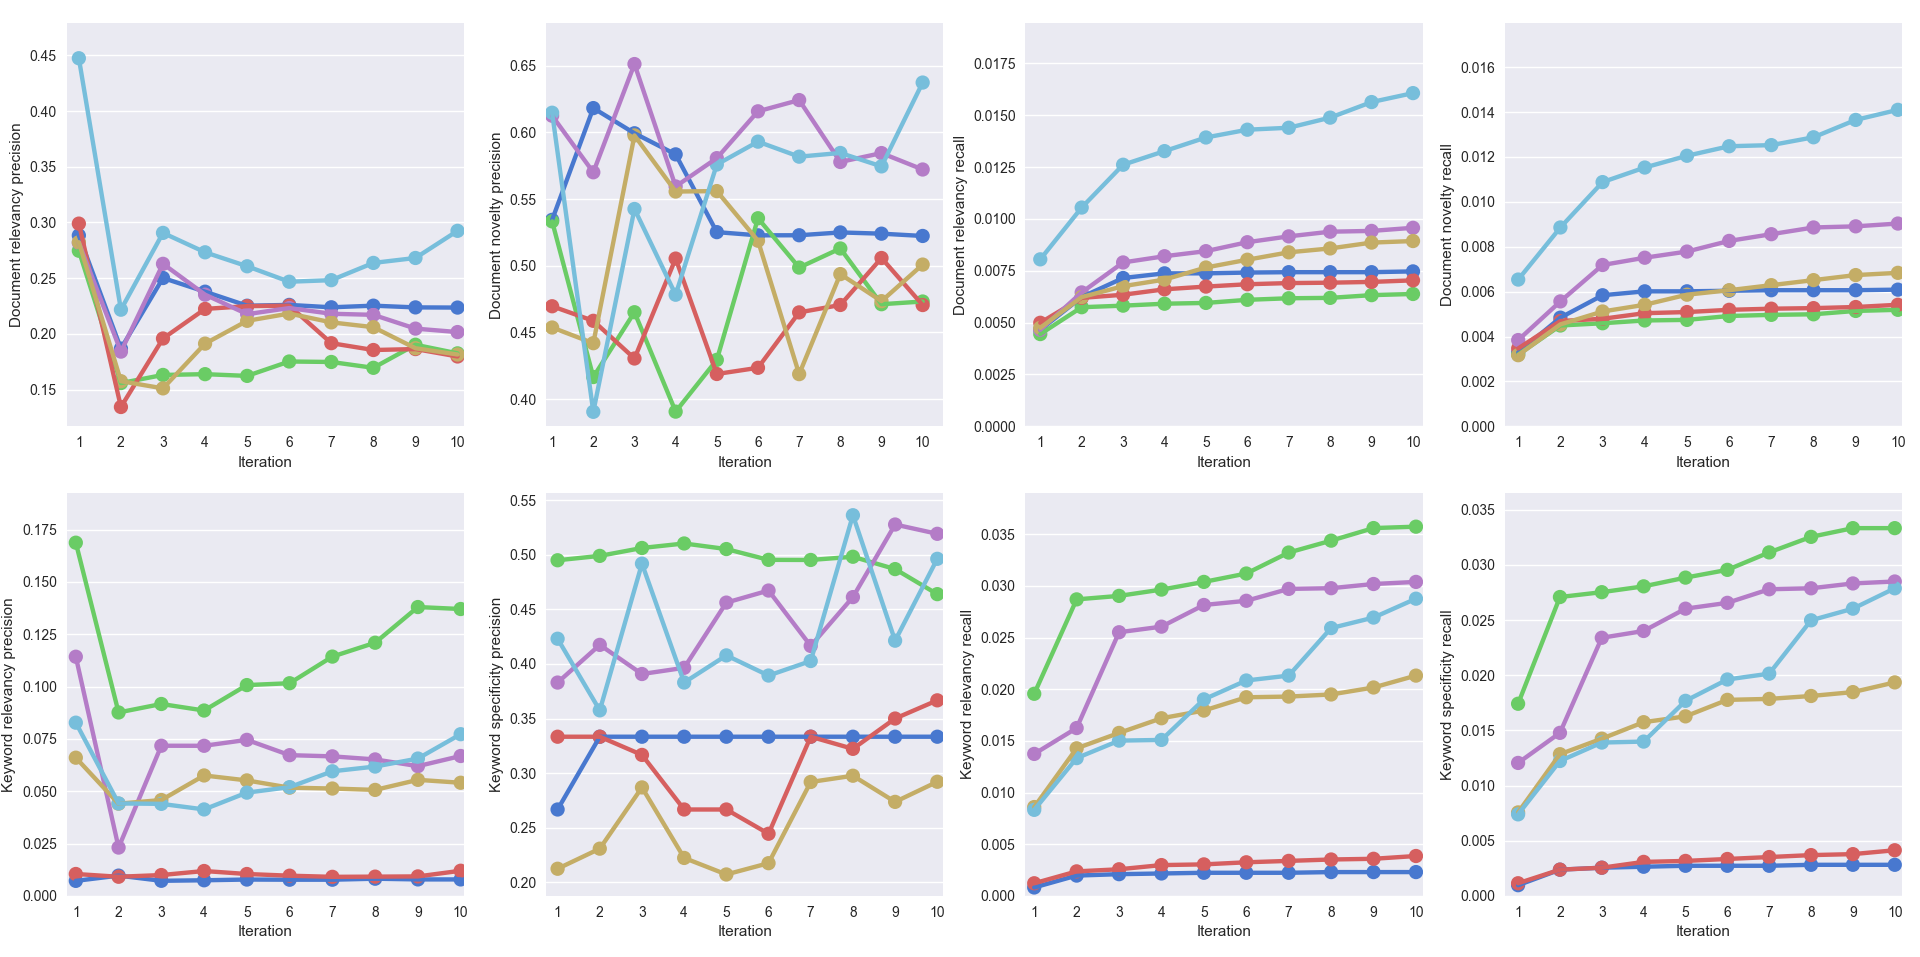 Document relevancy precision
0.45
0.40
0.35
0.30
0.25
0.20
0.15
1 2 3 4 5 6 7 8 9 10
Iteration
Document novelty precision
0.65
0.60
0.55
0.50
0.45
0.40
1 2 3 4 5 6 7 8 9 10
Iteration
Document relevancy recall
0.0175
0.0150
0.0125
0.0100
0.0075
0.0050
0.0025
0.0000
1 2 3 4 5 6 7 8 9 10
Iteration
Document novelty recall
0.016
0.014
0.012
0.010
0.008
0.006
0.004
0.002
0.000
1 2 3 4 5 6 7 8 9 10
Iteration
Keyword relevancy precision
0.175
0.150
0.125
0.100
0.075
0.050
0.025
0.000
1 2 3 4 5 6 7 8 9 10
Iteration
Keyword specificity precision
0.55
0.50
0.45
0.40
0.35
0.30
0.25
0.20
1 2 3 4 5 6 7 8 9 10
Iteration
Keyword relevancy recall
0.035
0.030
0.025
0.020
0.015
0.010
0.005
0.000
1 2 3 4 5 6 7 8 9 10
Iteration
Keyword specificity recall
0.035
0.030
0.025
0.020
0.015
0.010
0.005
0.000
1 2 3 4 5 6 7 8 9 10
Iteration